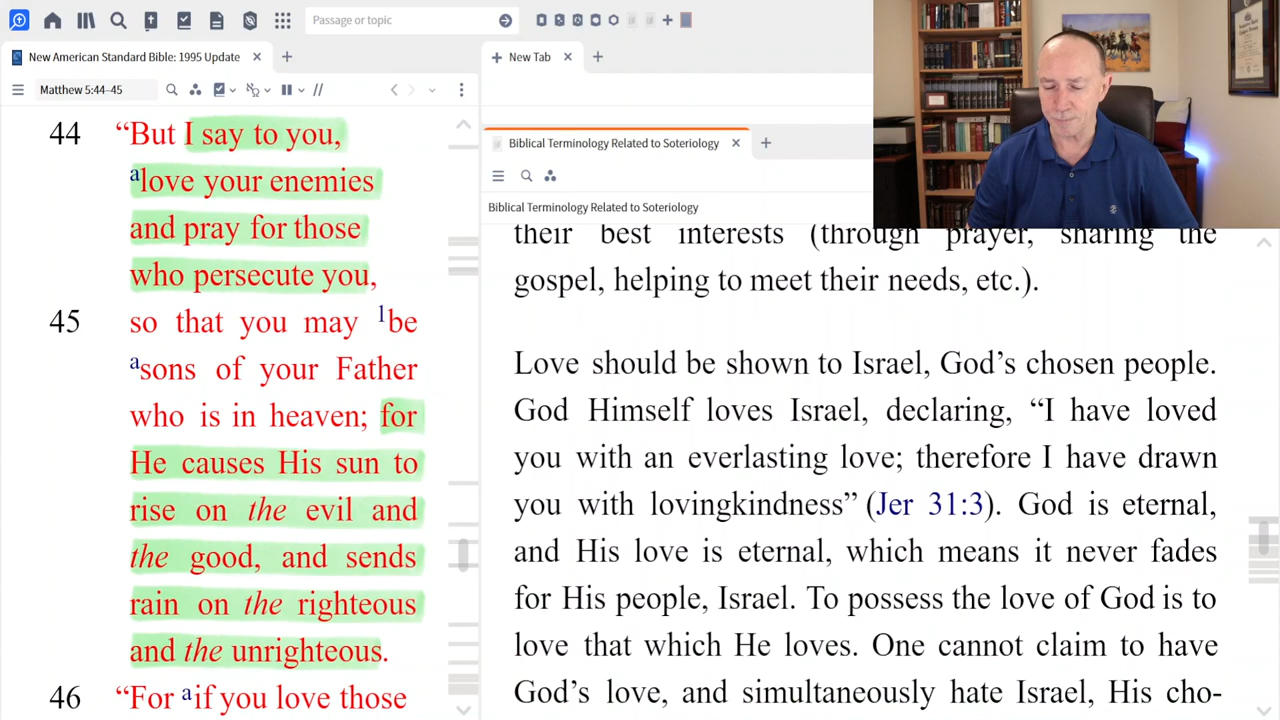 Passage or topic
New American Standard Bible: 1995 Update
New Tab
Matthew 5:44–45
44 “But I say to you,
ᵃlove your enemies
and pray for those
who persecute you,
45 so that you may ¹be
ᵃsons of your Father
who is in heaven; for
He causes His sun to
rise on the evil and
the good, and sends
rain on the righteous
and the unrighteous.
46 “For ᵃif you love those
Biblical Terminology Related to Soteriology
Biblical Terminology Related to Soteriology
their best interests (through prayer, sharing the
gospel, helping to meet their needs, etc.).
Love should be shown to Israel, God’s chosen people.
God Himself loves Israel, declaring, “I have loved
you with an everlasting love; therefore I have drawn
you with lovingkindness” (Jer 31:3). God is eternal,
and His love is eternal, which means it never fades
for His people, Israel. To possess the love of God is to
love that which He loves. One cannot claim to have
God’s love, and simultaneously hate Israel, His cho-